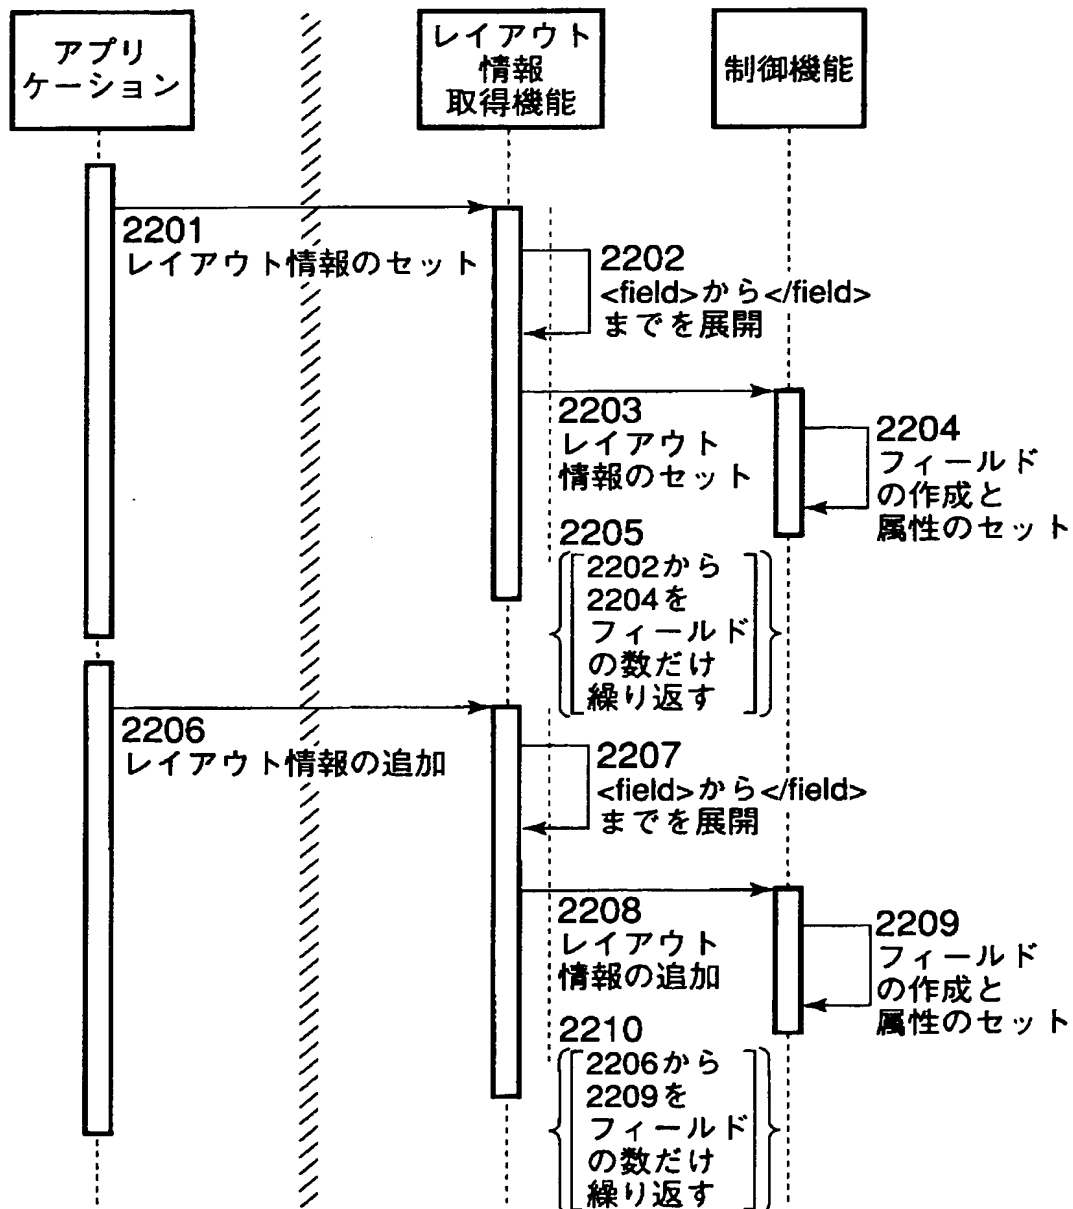 アプリ
ケーション
レイアウト
情報
取得機能
制御機能
2201
レイアウト情報のセット
2202
<field>から</field>
までを展開
2203
レイアウト
情報のセット
2204
フィールド
の作成と
属性のセット
2205
2202から
2204を
フィールド
の数だけ
繰り返す
2206
レイアウト情報の追加
2207
<field>から</field>
までを展開
2208
レイアウト
情報の追加
2209
フィールド
の作成と
属性のセット
2210
2206から
2209を
フィールド
の数だけ
繰り返す